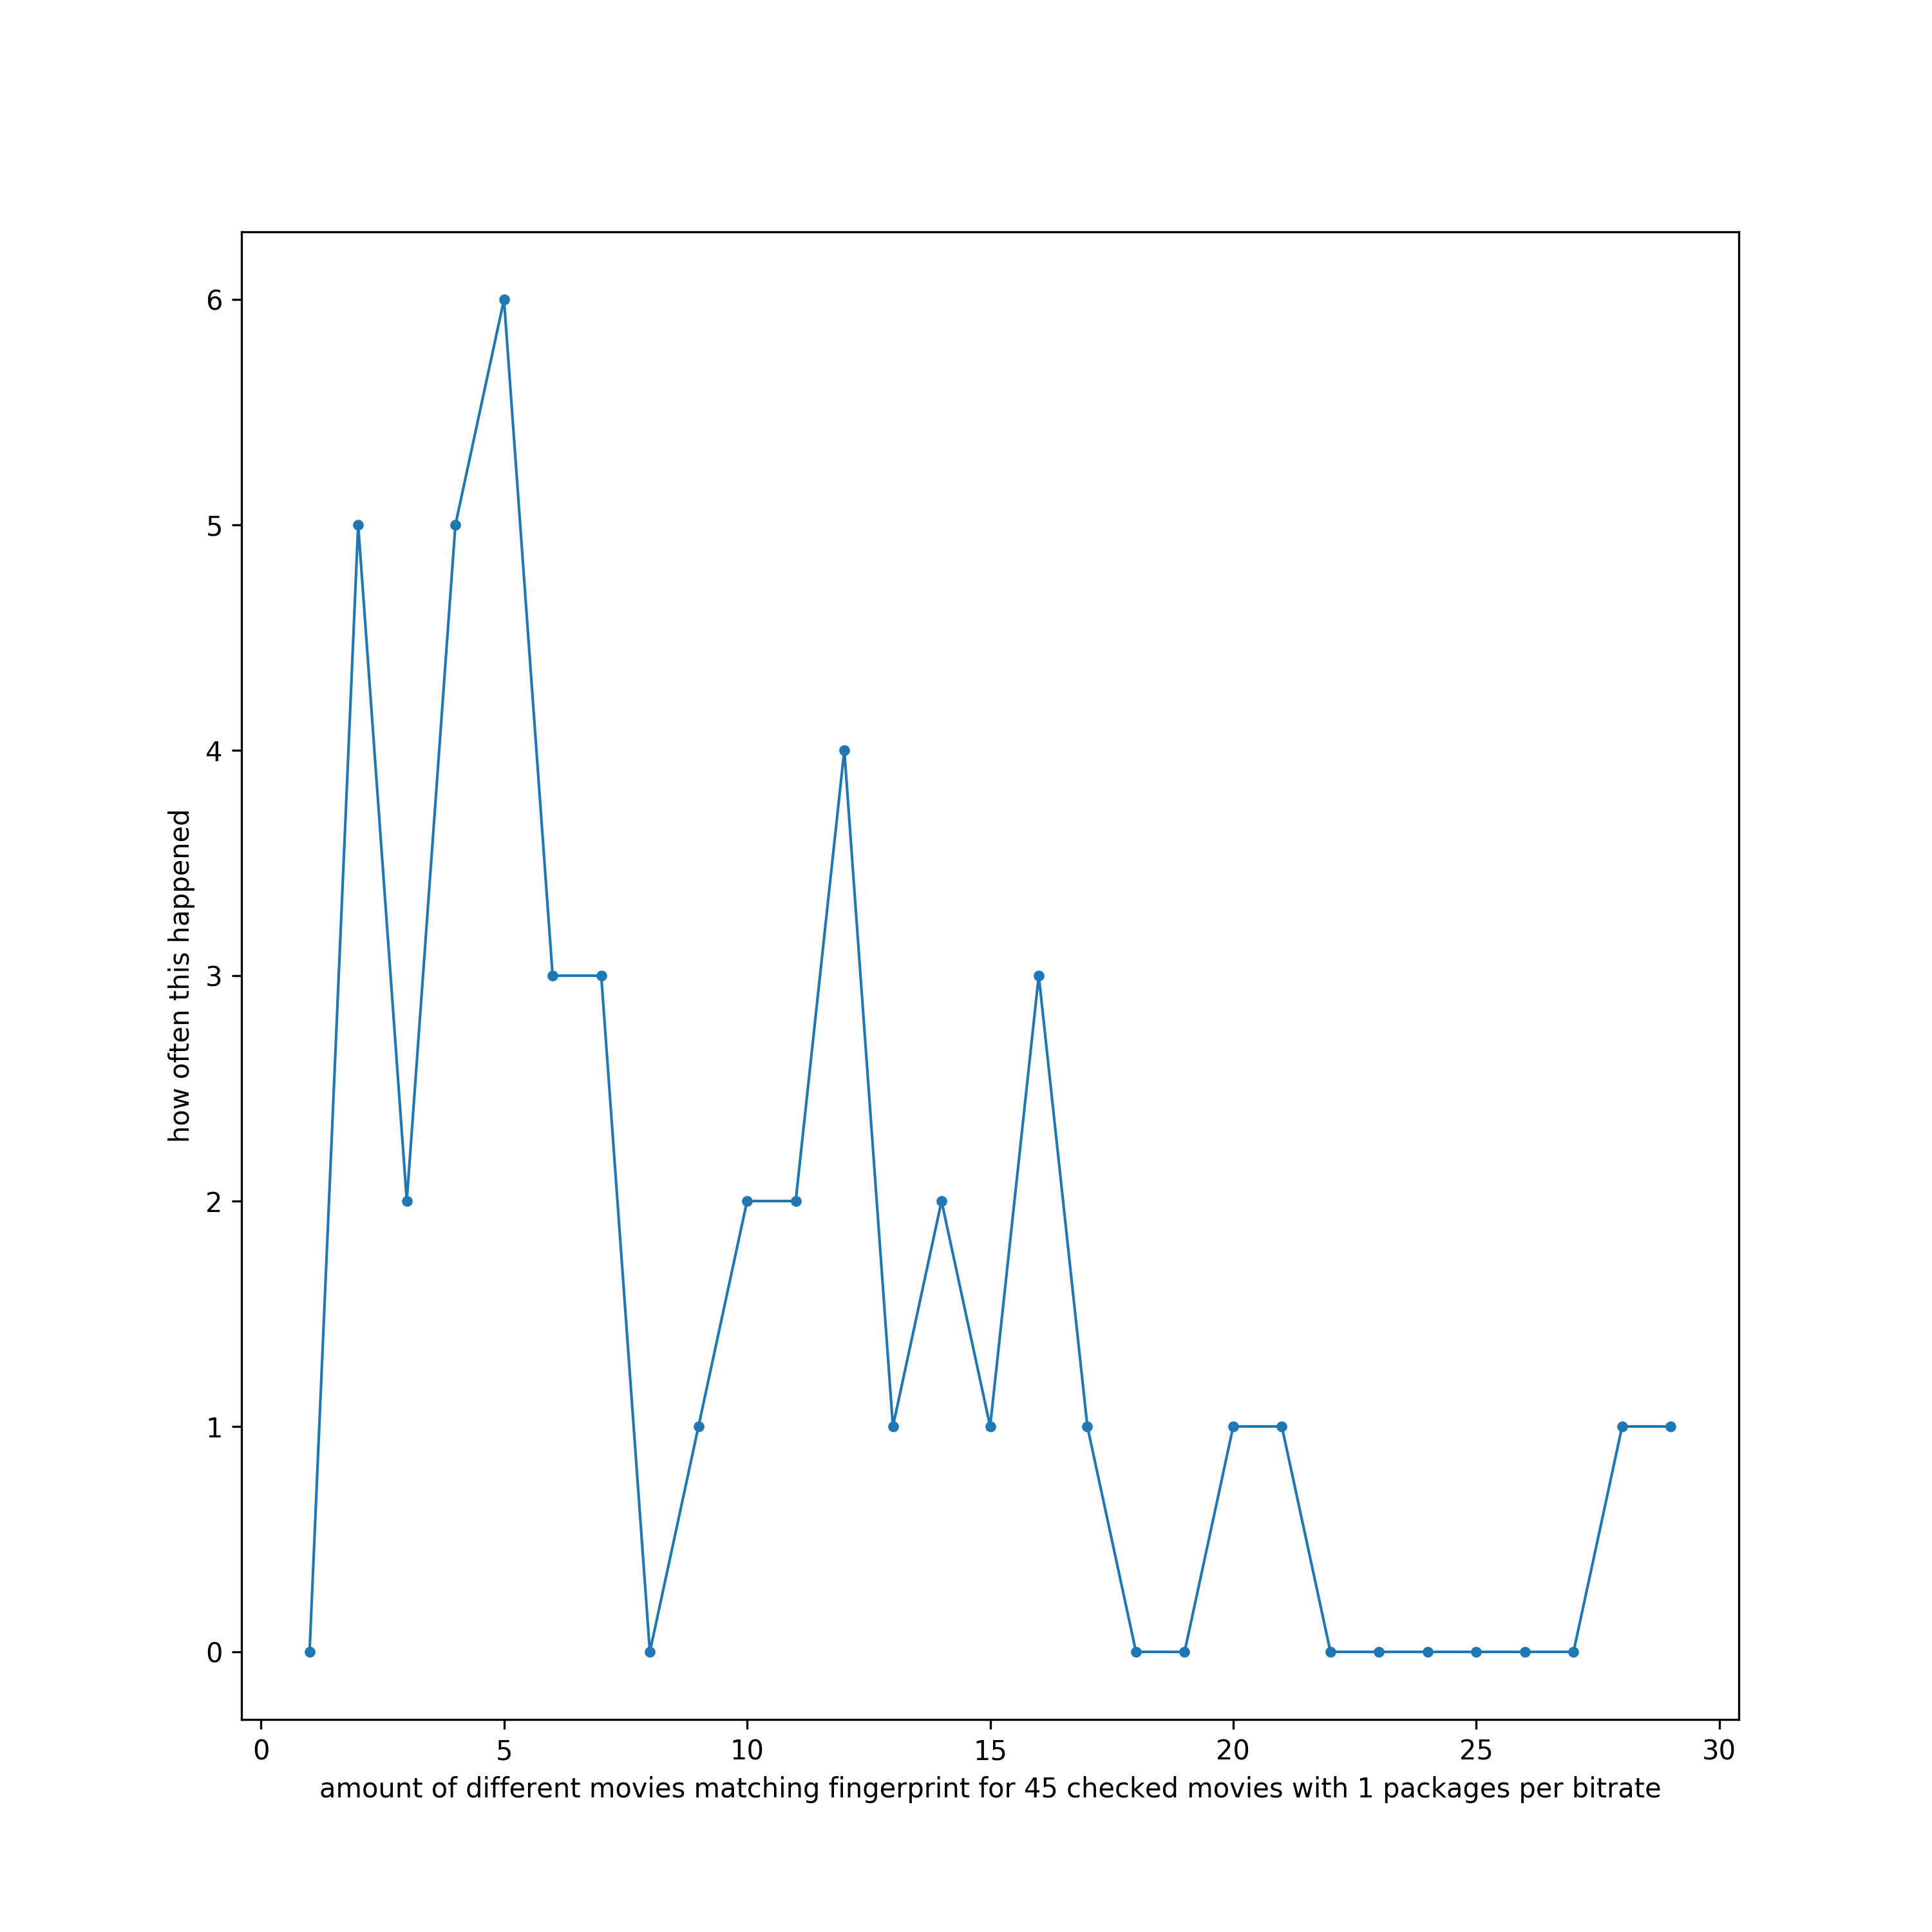 6
5
4
3
2
1
0
how often this happened
0 5 10 15 20 25 30
amount of different movies matching fingerprint for 45 checked movies with 1 packages per bitrate